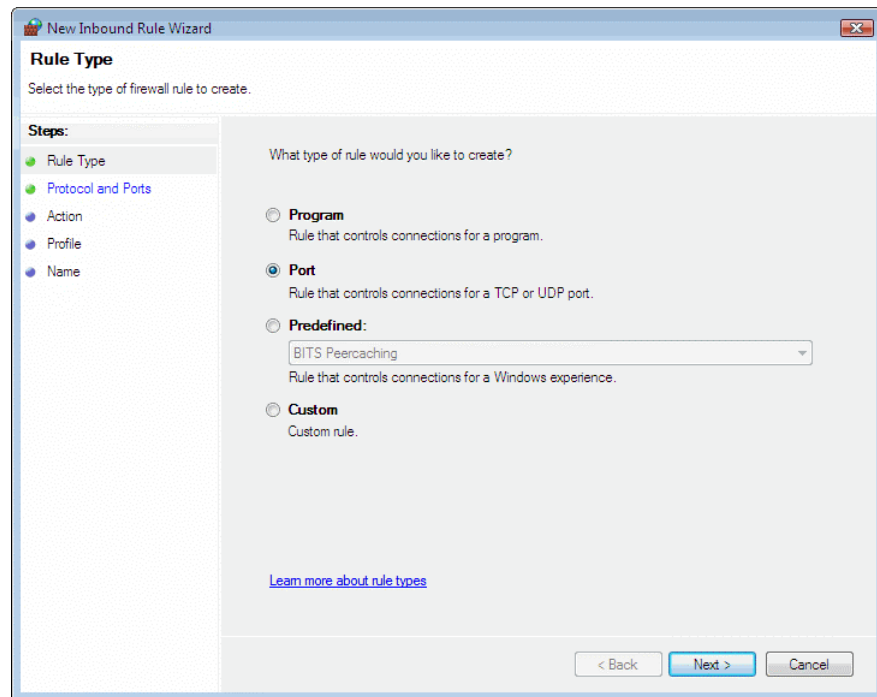 New Inbound Rule Wizard
Rule Type
Select the type of firewall rule to create.
Steps:
Rule Type
Protocol and Ports
Action
Profile
Name
What type of rule would you like to create?
Program
Rule that controls connections for a program.
Port
Rule that controls connections for a TCP or UDP port.
Predefined:
BITS Peercaching
Rule that controls connections for a Windows experience.
Custom
Custom rule.
Learn more about rule types
< Back
Next >
Cancel